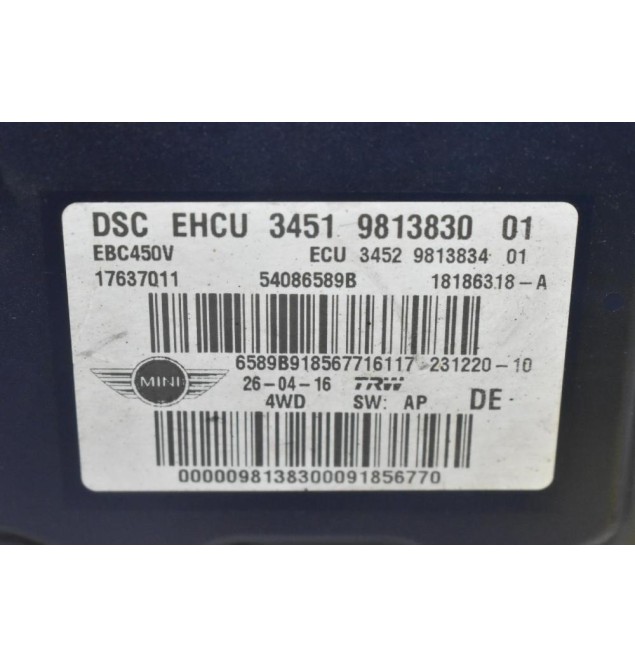 DSC EHCU 3451 9813830 01
EBC450V ECU 3452 9813834 01
17637011 54086589B 18186318-A
6589B918567716117 231220-10
MINI 26-04-16 TRW
4WD SW: AP DE
00000981383000091856770